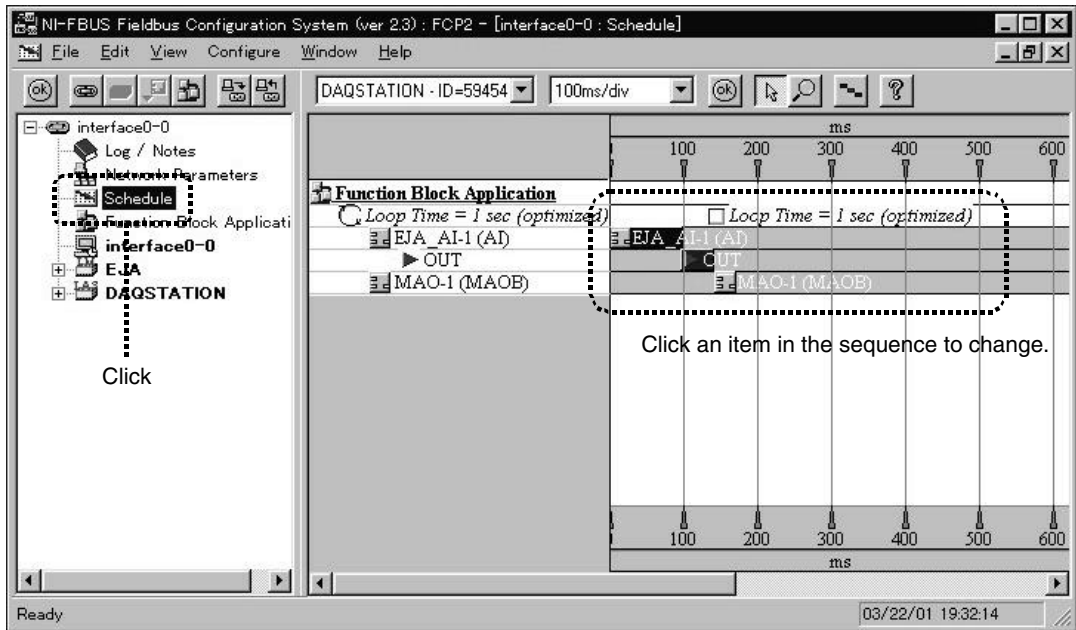 NI-FBUS Fieldbus Configuration System (ver 2.3) : FCP2 - [interface0-0 : Schedule]
File Edit View Configure Window Help
DAQSTATION - ID=59454 100ms/div
interface0-0
Log / Notes
Network Parameters
Schedule
Function Block Applicati
interface0-0
EJA
DAQSTATION
Click
ms
100 200 300 400 500 600
Function Block Application
Loop Time = 1 sec (optimized) Loop Time = 1 sec (optimized)
EJA_AI-1 (AI) EJA_AI-1 (AI)
OUT OUT
MAO-1 (MAOB) MAO-1 (MAOB)
Click an item in the sequence to change.
100 200 300 400 500 600
ms
Ready 03/22/01 19:32:14